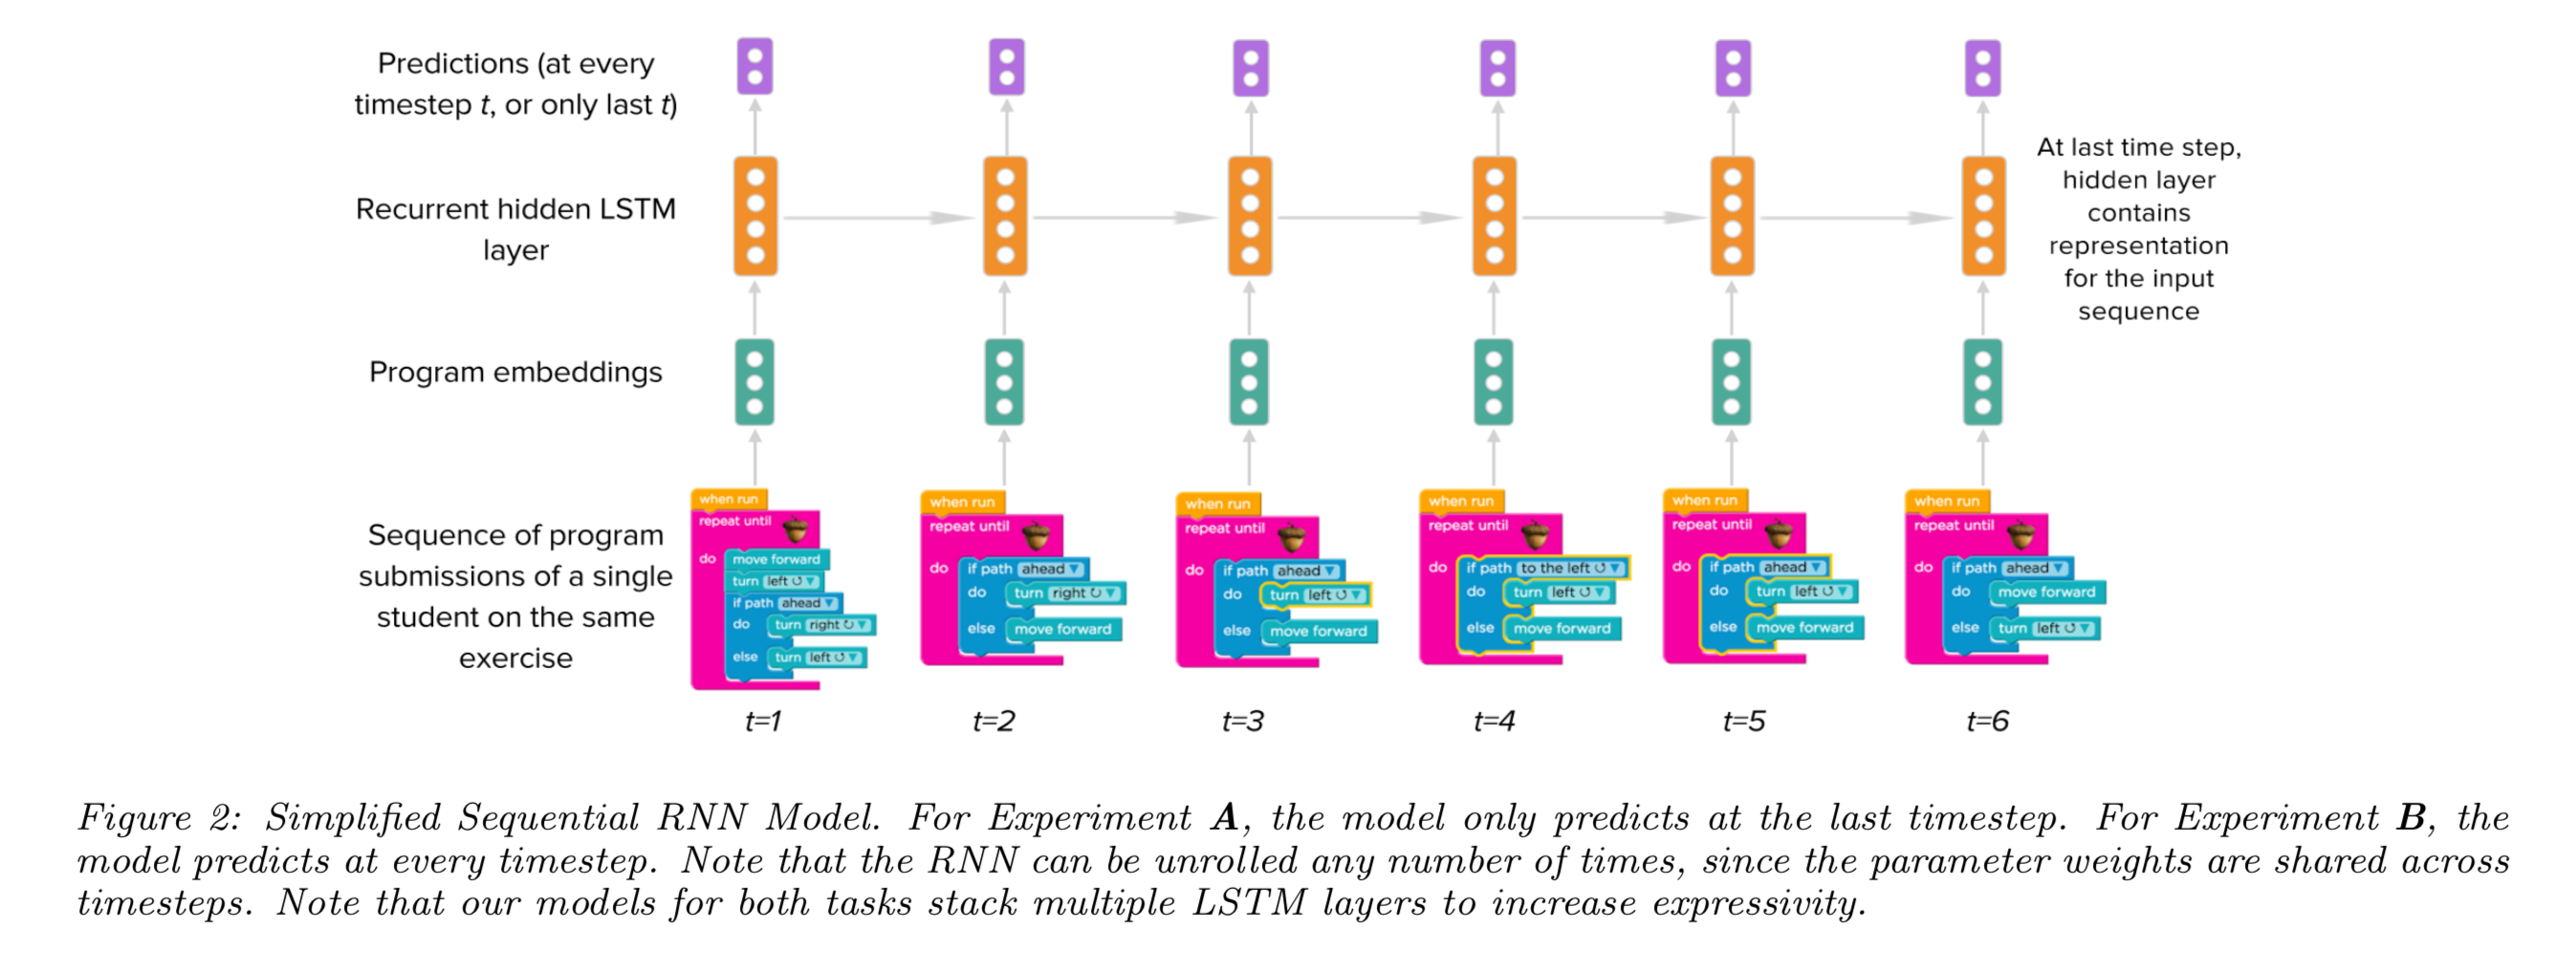 Predictions (at every
timestep t, or only last t)
At last time step,
hidden layer
contains
representation
for the input
sequence
Recurrent hidden LSTM
layer
Program embeddings
Sequence of program
submissions of a single
student on the same
exercise
when run
repeat until
do move forward
turn left ↺ ▼
if path ahead ▼
do turn right ↻ ▼
else turn left ↺ ▼
t=1
when run
repeat until
do if path ahead ▼
do turn right ↻ ▼
else move forward
t=2
when run
repeat until
do if path ahead ▼
do turn left ↺ ▼
else move forward
t=3
when run
repeat until
do if path to the left ↺ ▼
do turn left ↺ ▼
else move forward
t=4
when run
repeat until
do if path ahead ▼
do turn left ↺ ▼
else move forward
t=5
when run
repeat until
do if path ahead ▼
do move forward
else turn left ↺ ▼
t=6
Figure 2: Simplified Sequential RNN Model. For Experiment A, the model only predicts at the last timestep. For Experiment B, the
model predicts at every timestep. Note that the RNN can be unrolled any number of times, since the parameter weights are shared across
timesteps. Note that our models for both tasks stack multiple LSTM layers to increase expressivity.